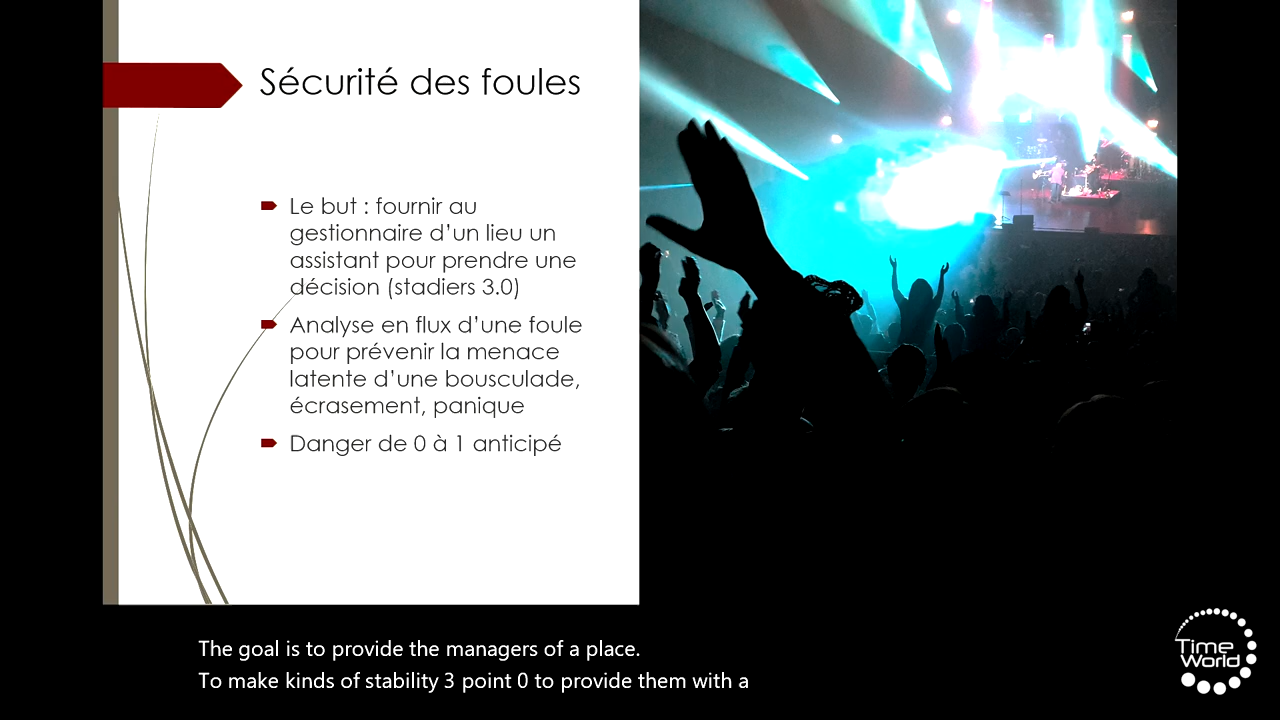 Sécurité des foules
Le but : fournir au
gestionnaire d’un lieu un
assistant pour prendre une
décision (stadiers 3.0)
Analyse en flux d’une foule
pour prévenir la menace
latente d’une bousculade,
écrasement, panique
Danger de 0 à 1 anticipé
Time
World
The goal is to provide the managers of a place.
To make kinds of stability 3 point 0 to provide them with a